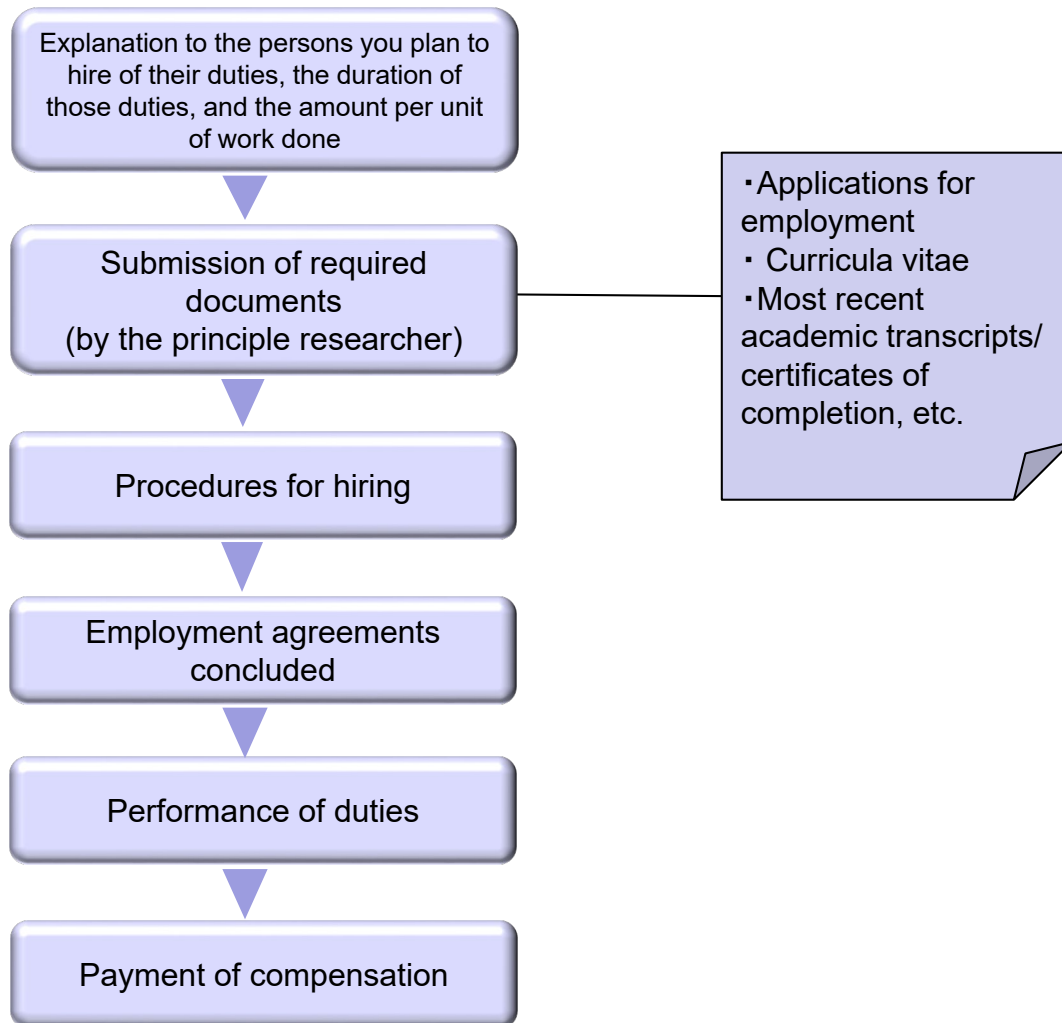 Explanation to the persons you plan to
hire of their duties, the duration of
those duties, and the amount per unit
of work done
Submission of required
documents
(by the principle researcher)
・Applications for
employment
・ Curricula vitae
・Most recent
academic transcripts/
certificates of
completion, etc.
Procedures for hiring
Employment agreements
concluded
Performance of duties
Payment of compensation